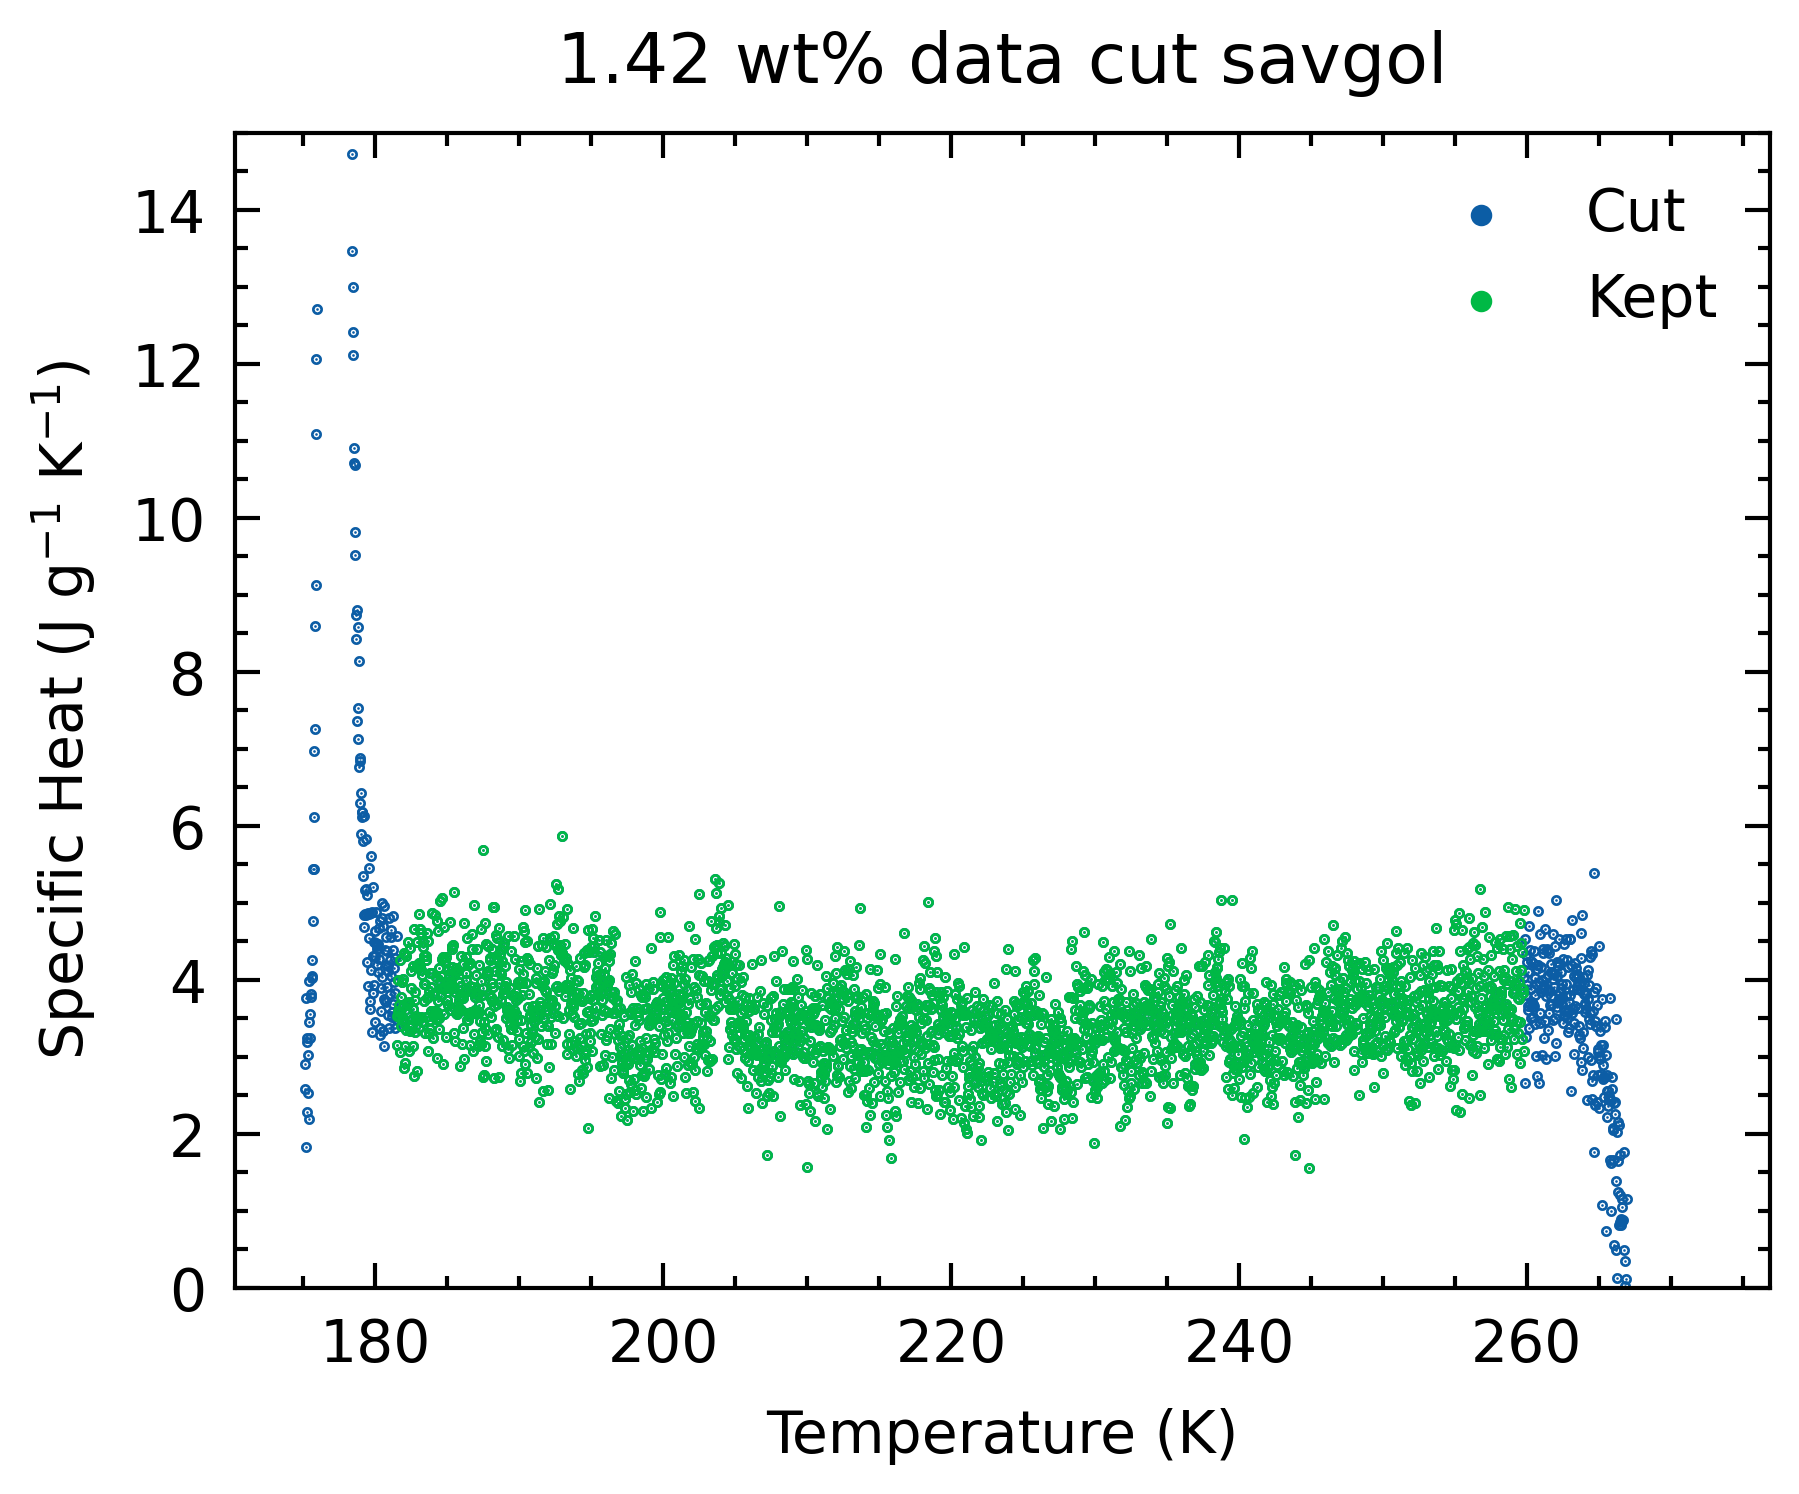 1.42 wt% data cut savgol
Cut
Kept
14
12
10
8
6
4
2
0
Specific Heat (J g⁻¹ K⁻¹)
180 200 220 240 260
Temperature (K)